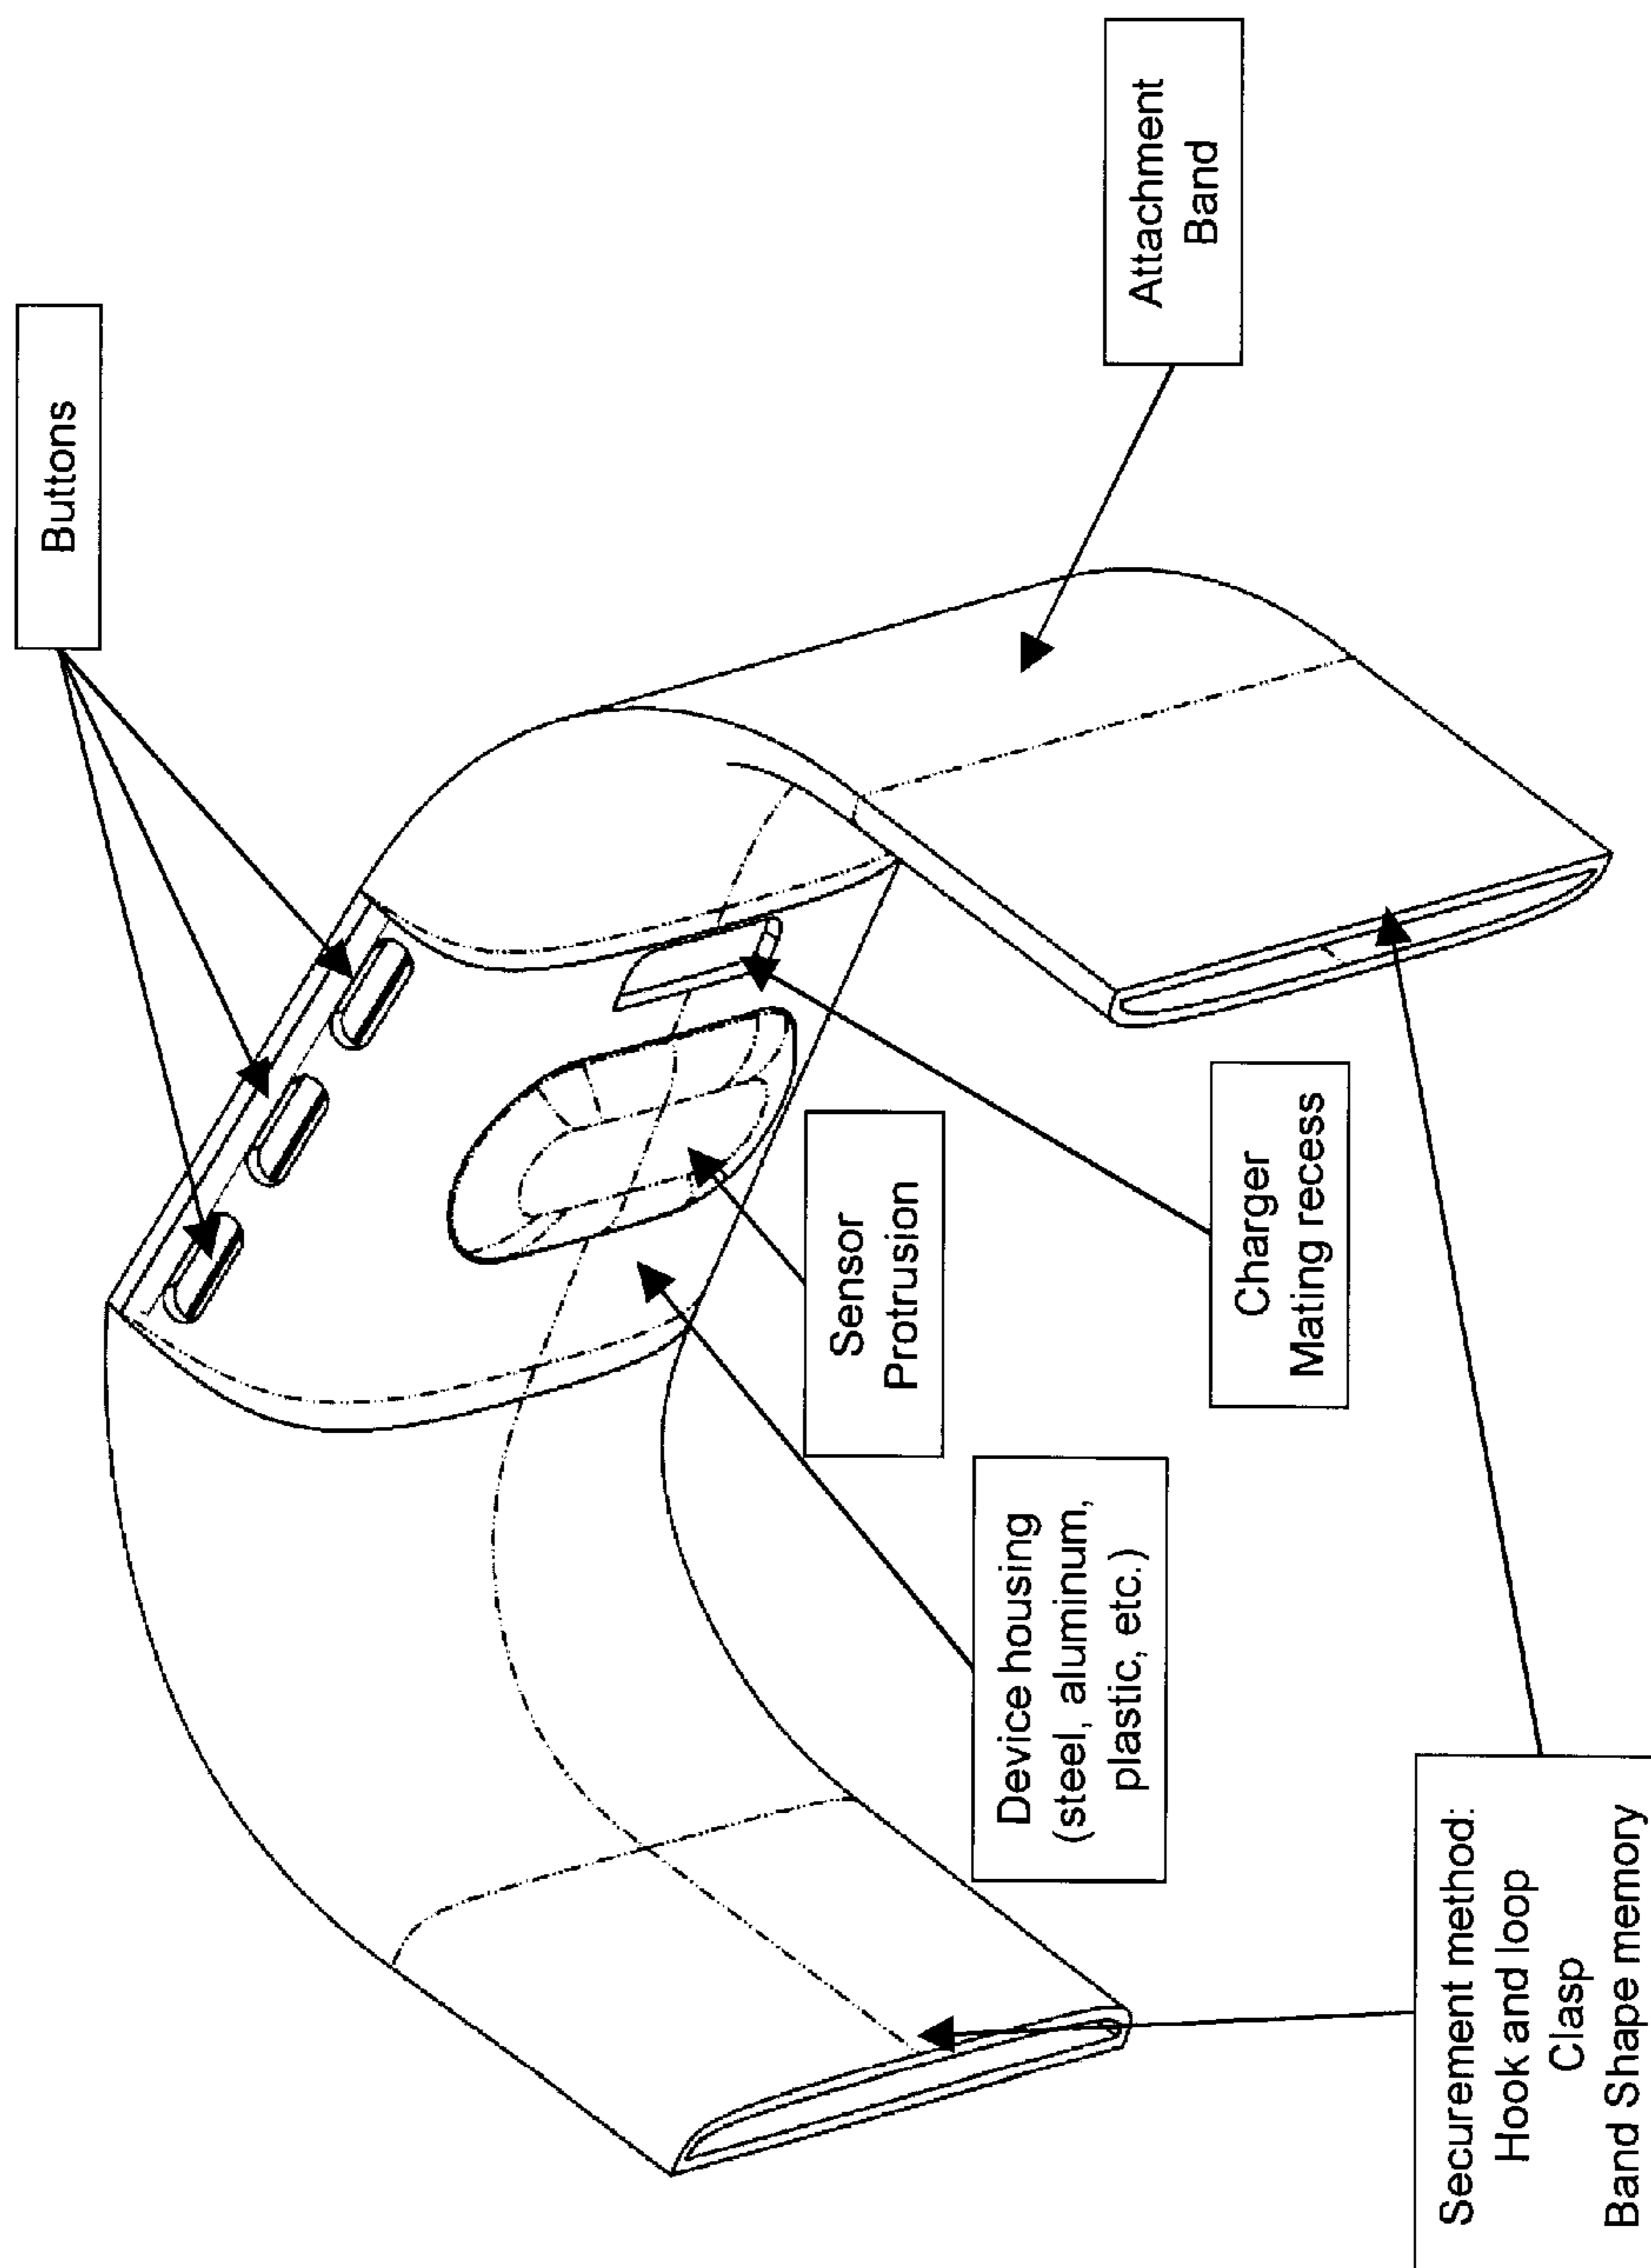 Buttons
Attachment
Band
Sensor
Protrusion
Charger
Mating recess
Device housing
(steel, aluminum,
plastic, etc.)
Securement method:
Hook and loop
Clasp
Band Shape memory